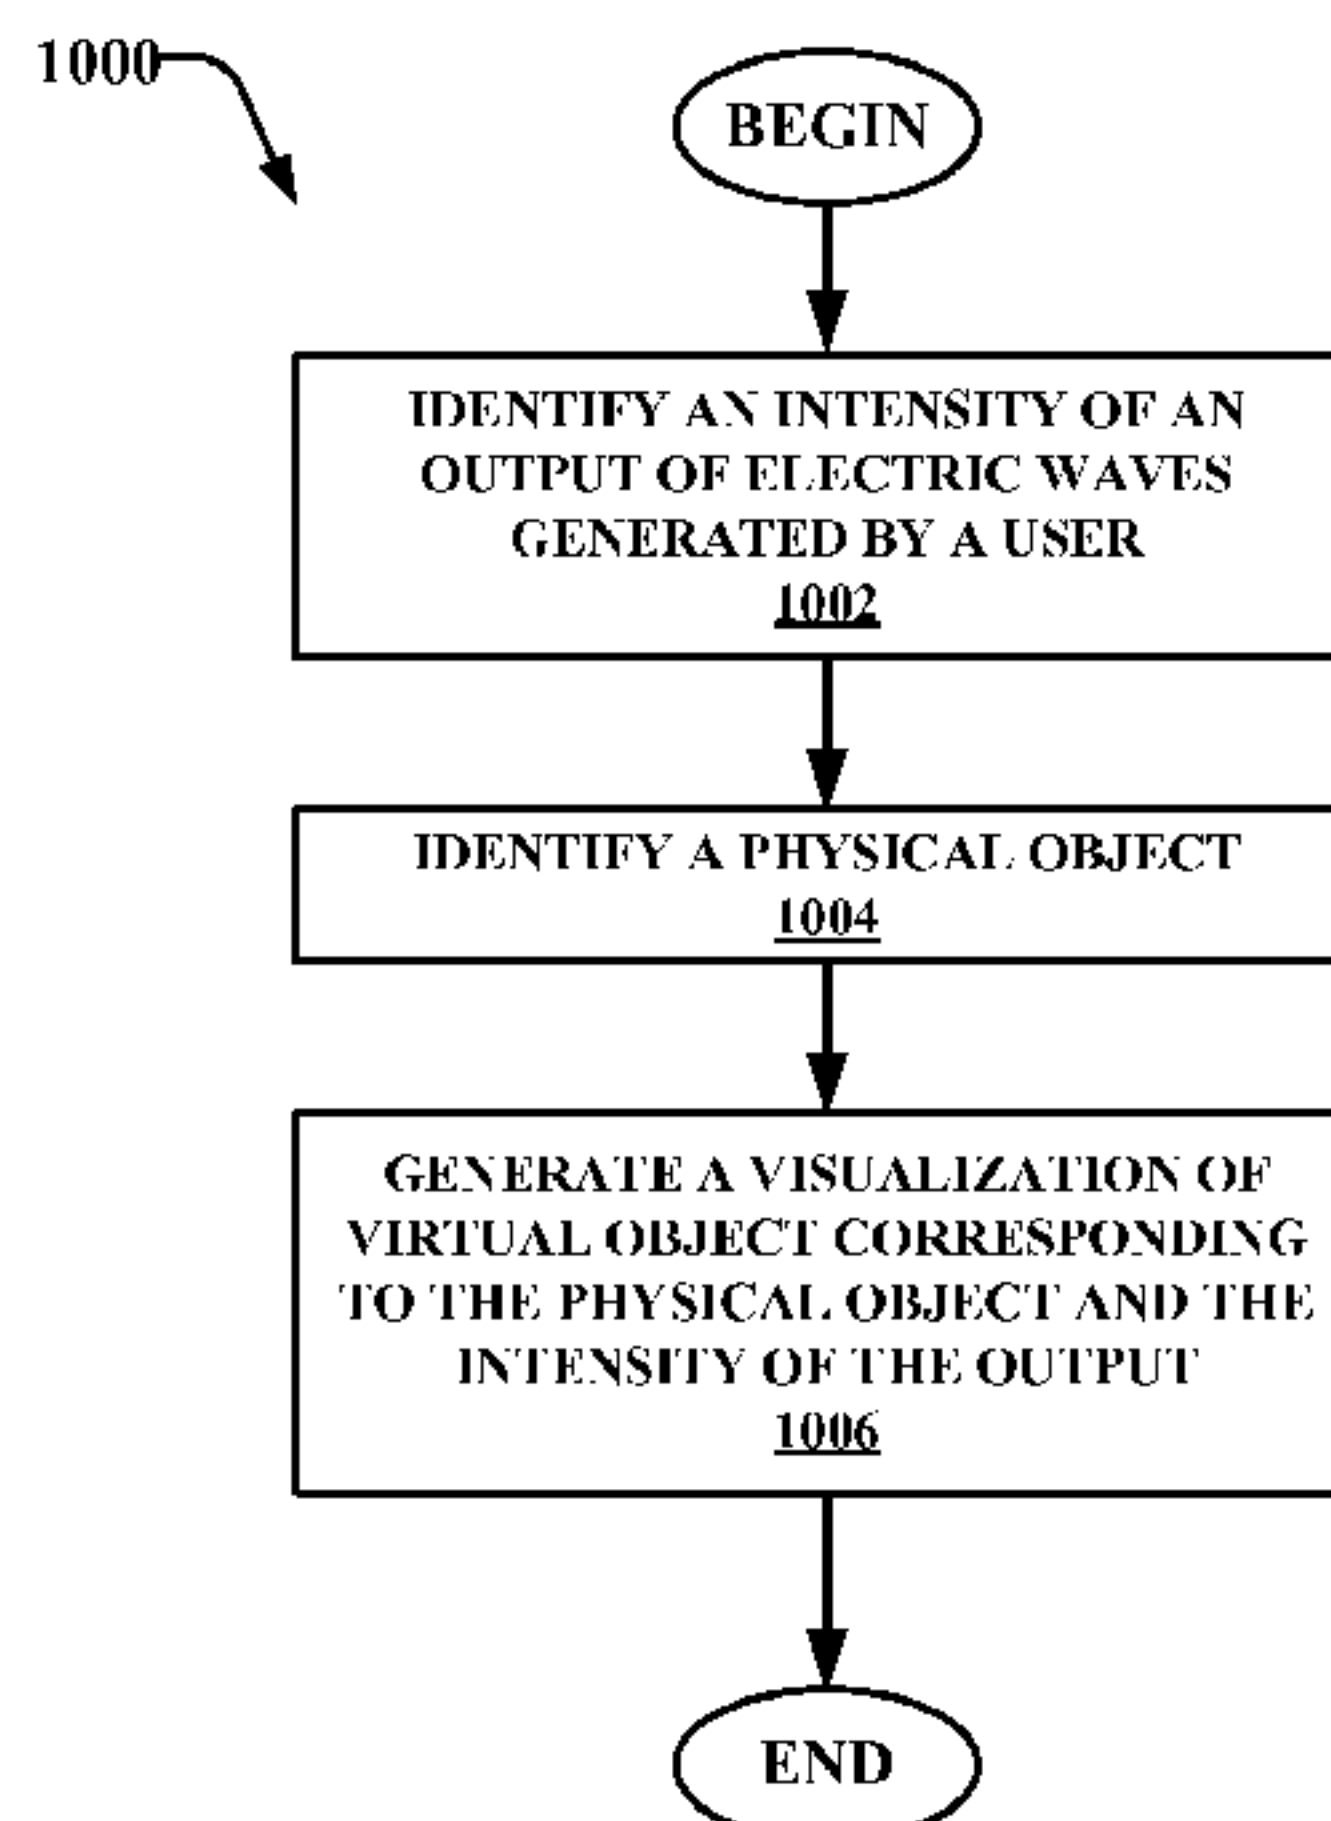 1000
BEGIN
IDENTIFY AN INTENSITY OF AN
OUTPUT OF ELECTRIC WAVES
GENERATED BY A USER
1002
IDENTIFY A PHYSICAL OBJECT
1004
GENERATE A VISUALIZATION OF
VIRTUAL OBJECT CORRESPONDING
TO THE PHYSICAL OBJECT AND THE
INTENSITY OF THE OUTPUT
1006
END